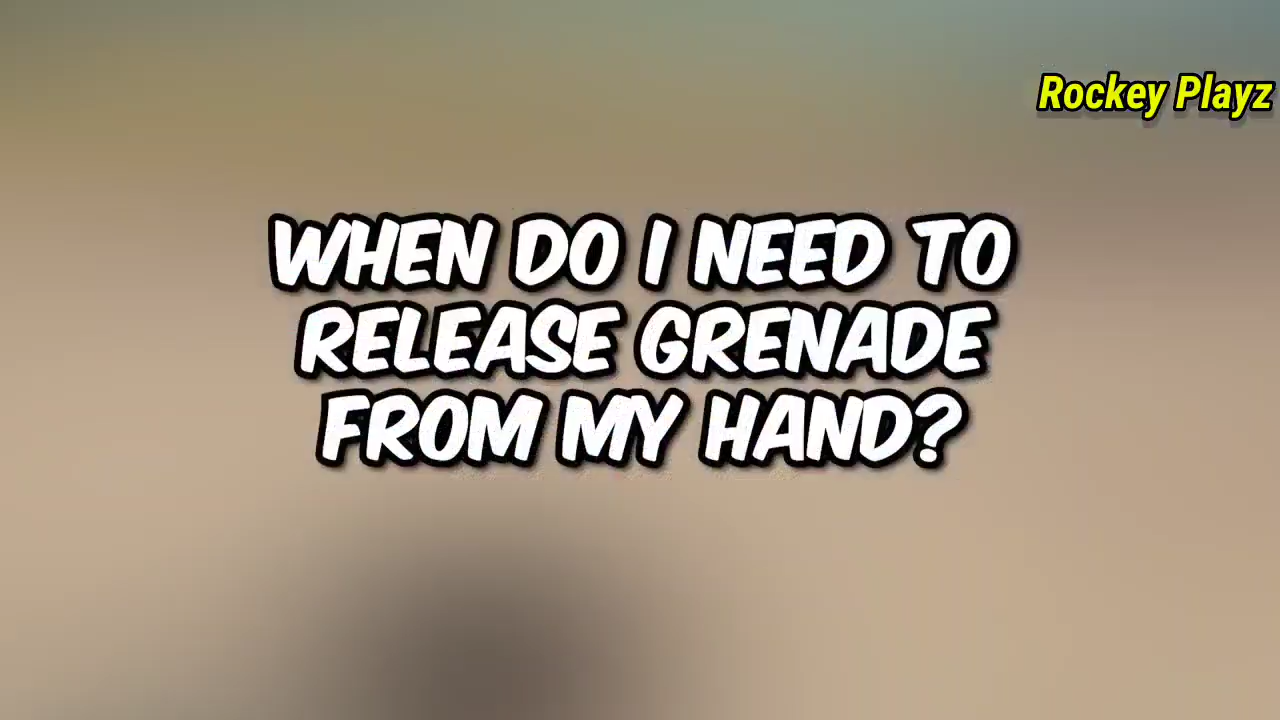 Rockey Playz
WHEN DO I NEED TO
RELEASE GRENADE
FROM MY HAND?